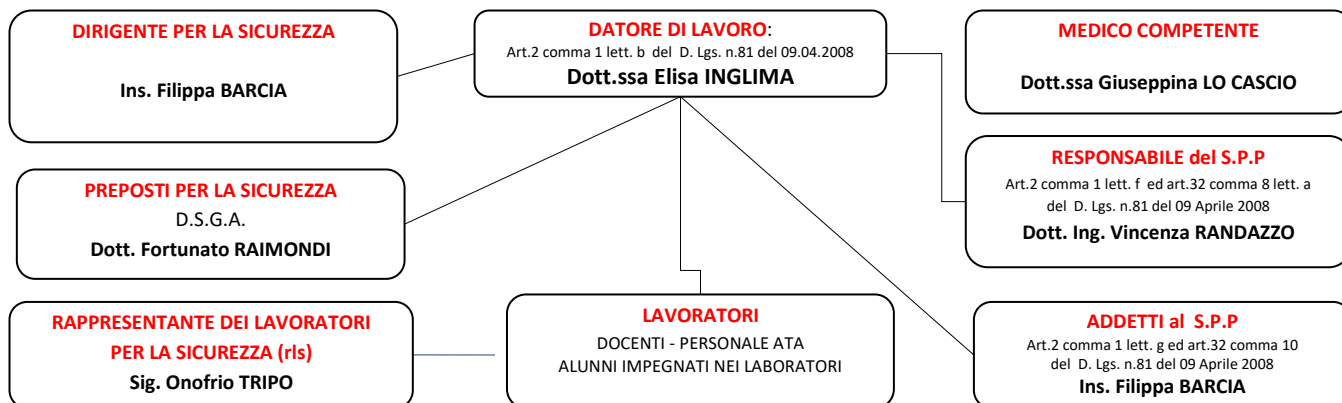 DIRIGENTE PER LA SICUREZZA
Ins. Filippa BARCIA
DATORE DI LAVORO:
Art.2 comma 1 lett. b del D. Lgs. n.81 del 09.04.2008
Dott.ssa Elisa INGLIMA
MEDICO COMPETENTE
Dott.ssa Giuseppina LO CASCIO
PREPOSTI PER LA SICUREZZA
D.S.G.A.
Dott. Fortunato RAIMONDI
RESPONSABILE del S.P.P
Art.2 comma 1 lett. f ed art.32 comma 8 lett. a
del D. Lgs. n.81 del 09 Aprile 2008
Dott. Ing. Vincenza RANDAZZO
RAPPRESENTANTE DEI LAVORATORI
PER LA SICUREZZA (rls)
Sig. Onofrio TRIPO
LAVORATORI
DOCENTI - PERSONALE ATA
ALUNNI IMPEGNATI NEI LABORATORI
ADDETTI al S.P.P
Art.2 comma 1 lett. g ed art.32 comma 10
del D. Lgs. n.81 del 09 Aprile 2008
Ins. Filippa BARCIA